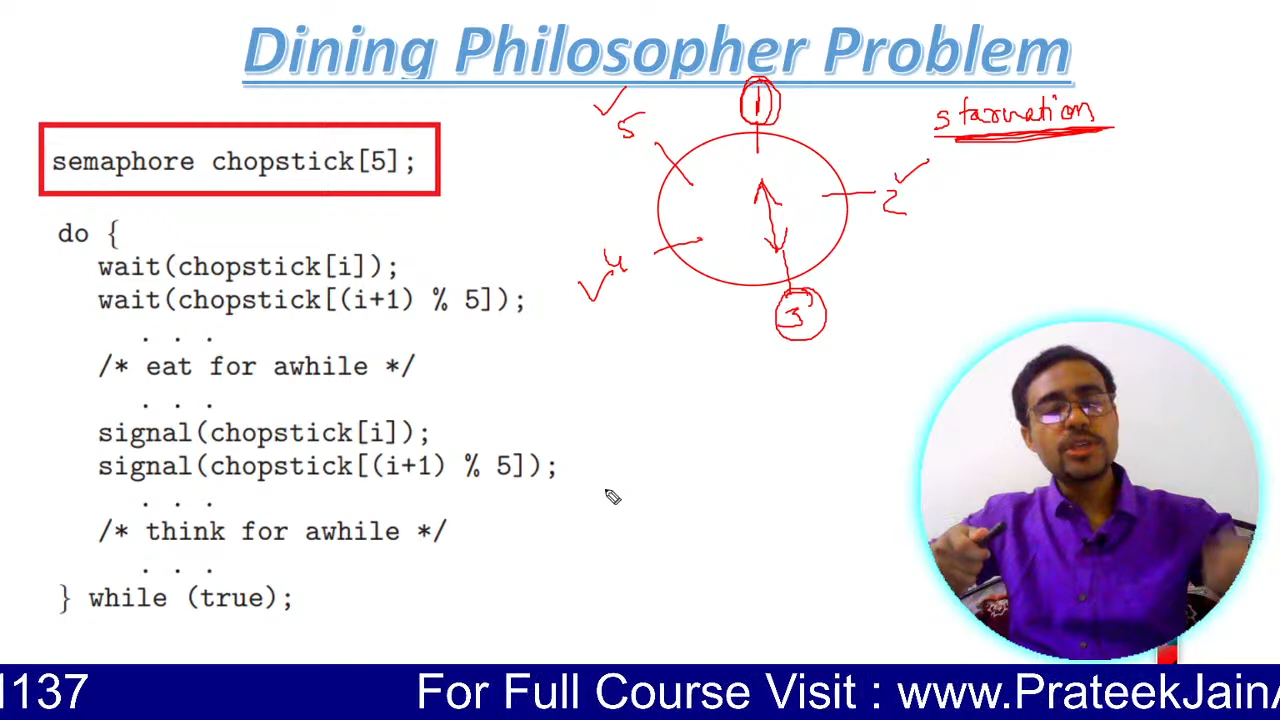 Dining Philosopher Problem
semaphore chopstick[5];
do {
wait(chopstick[i]);
wait(chopstick[(i+1) % 5]);
. . .
/* eat for awhile */
. . .
signal(chopstick[i]);
signal(chopstick[(i+1) % 5]);
. . .
/* think for awhile */
. . .
} while (true);
1
5
2
4
3
starvation
1137
For Full Course Visit : www.PrateekJainA